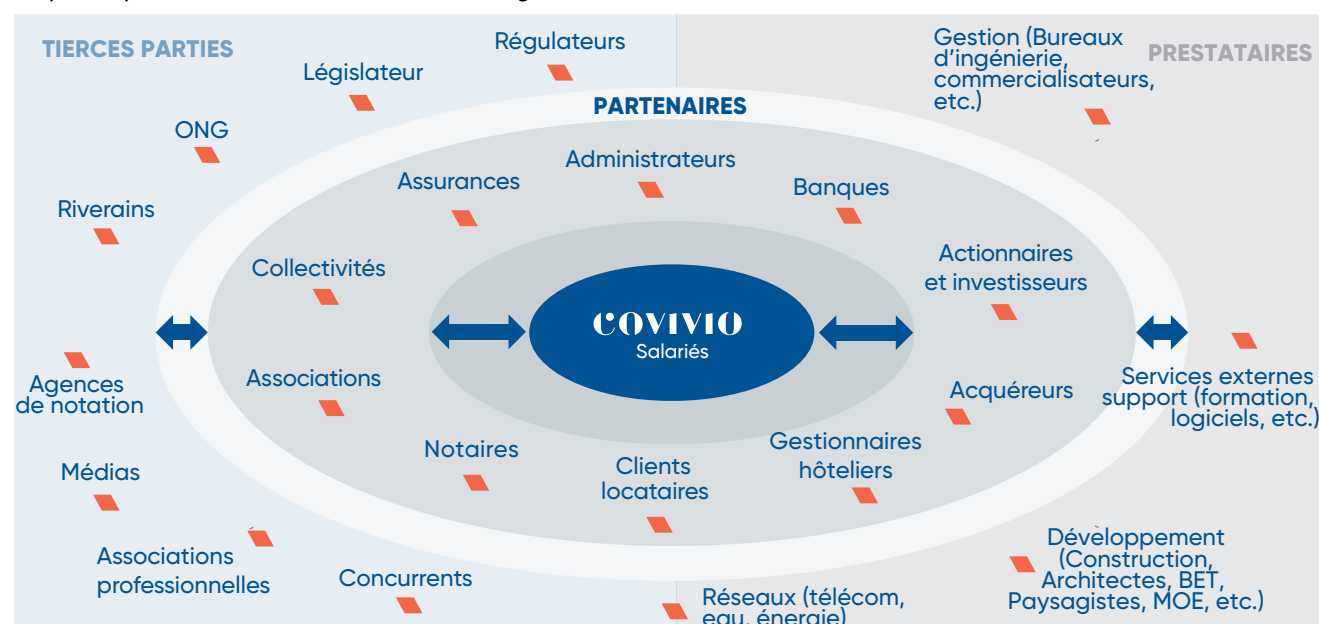 TIERCES PARTIES
Régulateurs
Législateur
ONG
Riverains
Agences
de notation
Médias
Associations
professionnelles
Concurrents
Gestion (Bureaux
d'ingénierie,
commercialisateurs,
etc.)
PRESTATAIRES
PARTENAIRES
Administrateurs
Assurances
Banques
Collectivités
Actionnaires
et investisseurs
COVIVIO
Salariés
Associations
Acquéreurs
Notaires
Clients
locataires
Gestionnaires
hôteliers
Services externes
support (formation,
logiciels, etc.)
Développement
(Construction,
Architectes, BET,
Paysagistes, MOE, etc.)
Réseaux (télécom,
eau, énergie)